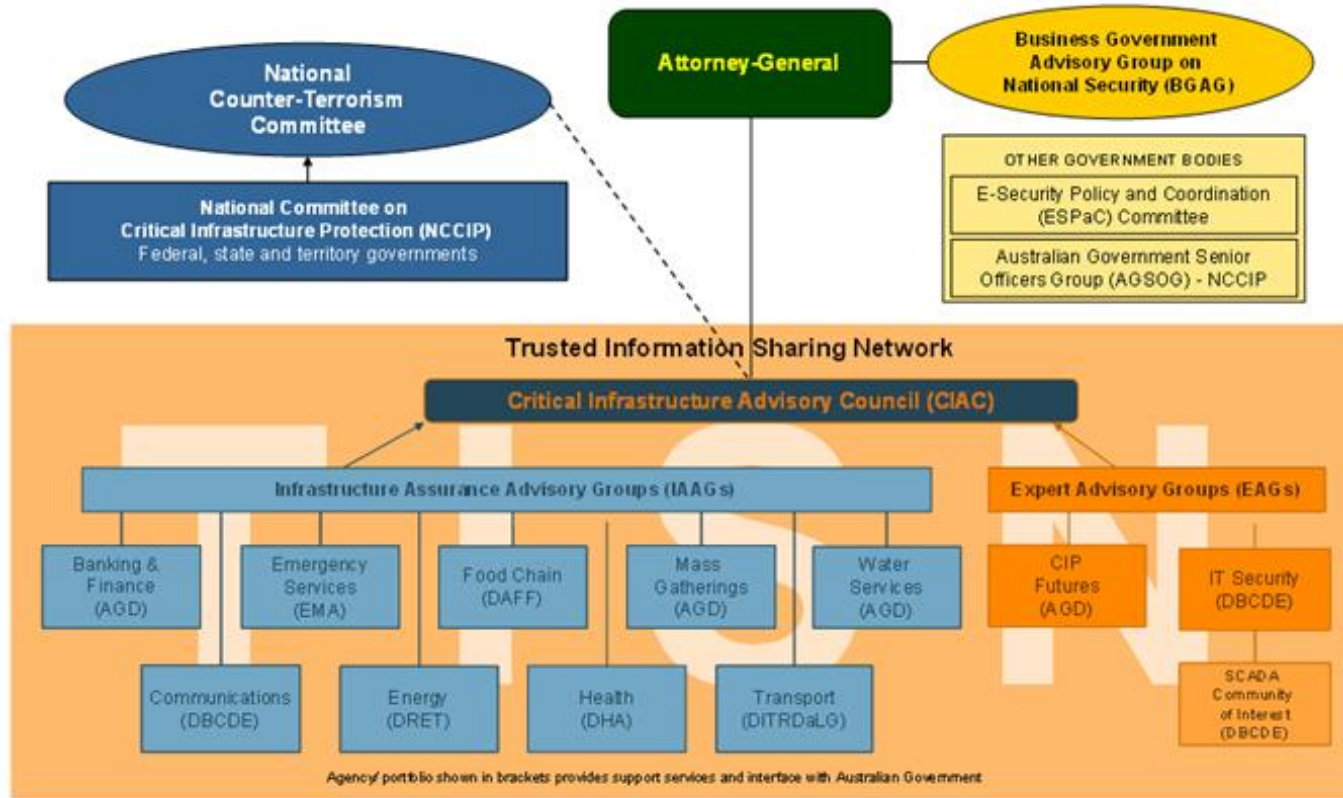 National
Counter-Terrorism
Committee
Attorney-General
Business Government
Advisory Group on
National Security (BGAG)
National Committee on
Critical Infrastructure Protection (NCCIP)
Federal, state and territory governments
OTHER GOVERNMENT BODIES
E-Security Policy and Coordination
(ESPaC) Committee
Australian Government Senior
Officers Group (AGSOG) - NCCIP
Trusted Information Sharing Network
Critical Infrastructure Advisory Council (CIAC)
TISN
Infrastructure Assurance Advisory Groups (IAAGs)
Expert Advisory Groups (EAGs)
Banking &
Finance
(AGD)
Emergency
Services
(EMA)
Food Chain
(DAFF)
Mass
Gatherings
(AGD)
Water
Services
(AGD)
CIP
Futures
(AGD)
IT Security
(DBCDE)
Communications
(DBCDE)
Energy
(DRET)
Health
(DHA)
Transport
(DITRDaLG)
SCADA
Community
of Interest
(DBCDE)
Agency/ portfolio shown in brackets provides support services and interface with Australian Government